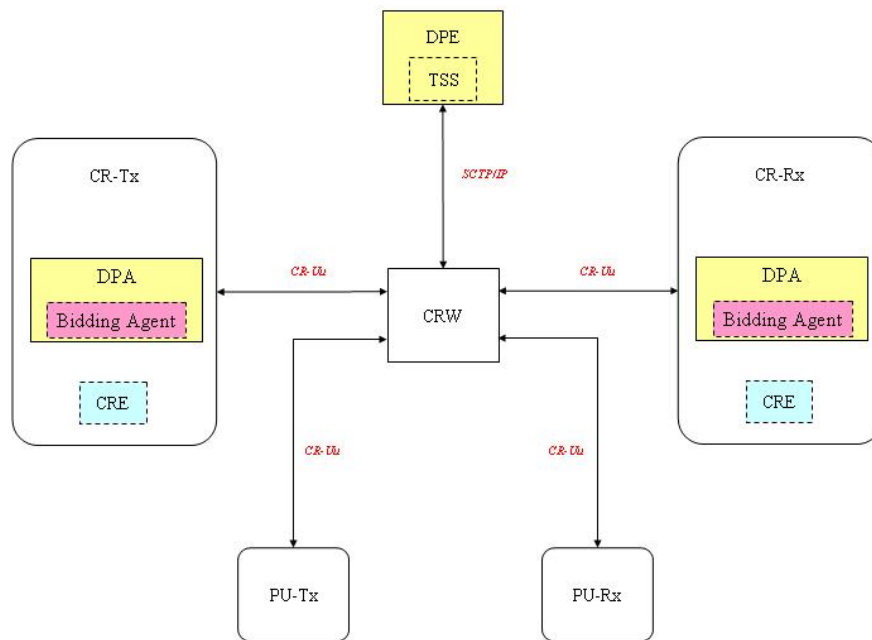 DPE
TSS
CR-Tx
SCTP/IP
CR-Rx
DPA
Bidding Agent
CR-Uu
CR-Uu
DPA
Bidding Agent
CRW
CRE
CRE
CR-Uu
CR-Uu
PU-Tx
PU-Rx